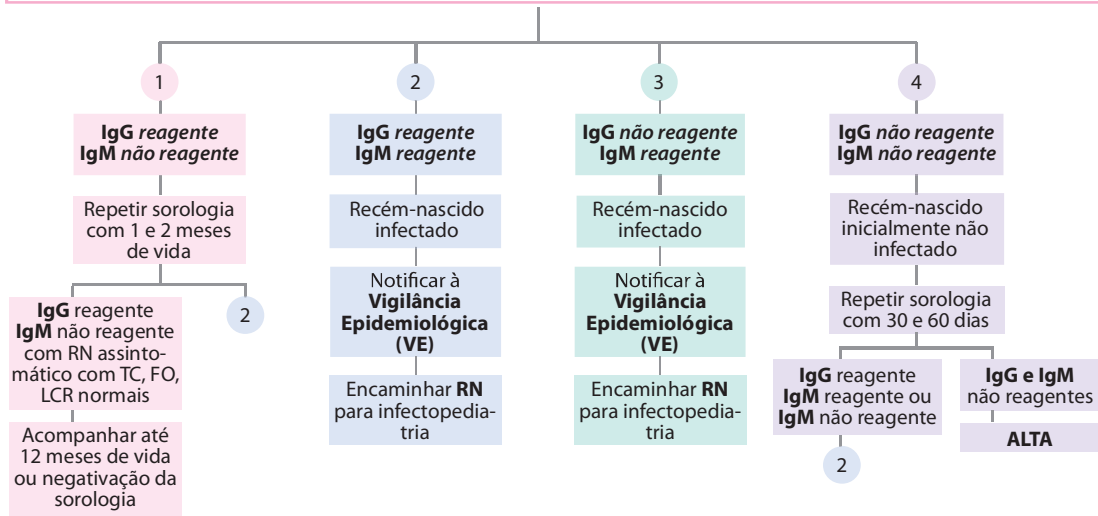 1
IgG reagente
IgM não reagente
Repetir sorologia
com 1 e 2 meses
de vida
IgG reagente
IgM não reagente
com RN assinto-
mático com TC, FO,
LCR normais
2
Acompanhar até
12 meses de vida
ou negativação da
sorologia
2
IgG reagente
IgM reagente
Recém-nascido
infectado
Notificar à
Vigilância
Epidemiológica
(VE)
Encaminhar RN
para infectopedia-
tria
3
IgG não reagente
IgM reagente
Recém-nascido
infectado
Notificar à
Vigilância
Epidemiológica
(VE)
Encaminhar RN
para infectopedia-
tria
4
IgG não reagente
IgM não reagente
Recém-nascido
inicialmente não
infectado
Repetir sorologia
com 30 e 60 dias
IgG reagente
IgM reagente ou
IgM não reagente
2
IgG e IgM
não reagentes
ALTA